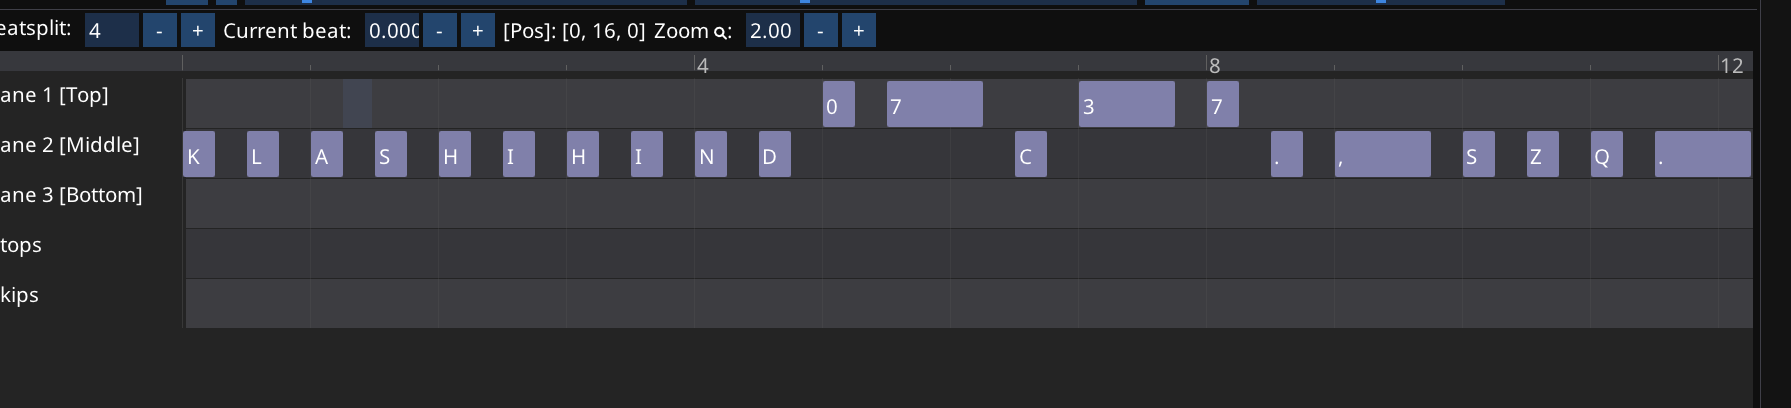 eatsplit: 4 - + Current beat: 0.000 - + [Pos]: [0, 16, 0] Zoom : 2.00 - +
4 8 12
ane 1 [Top] 0 7 3 7
ane 2 [Middle] K L A S H I H I N D C . , S Z Q .
ane 3 [Bottom]
tops
kips